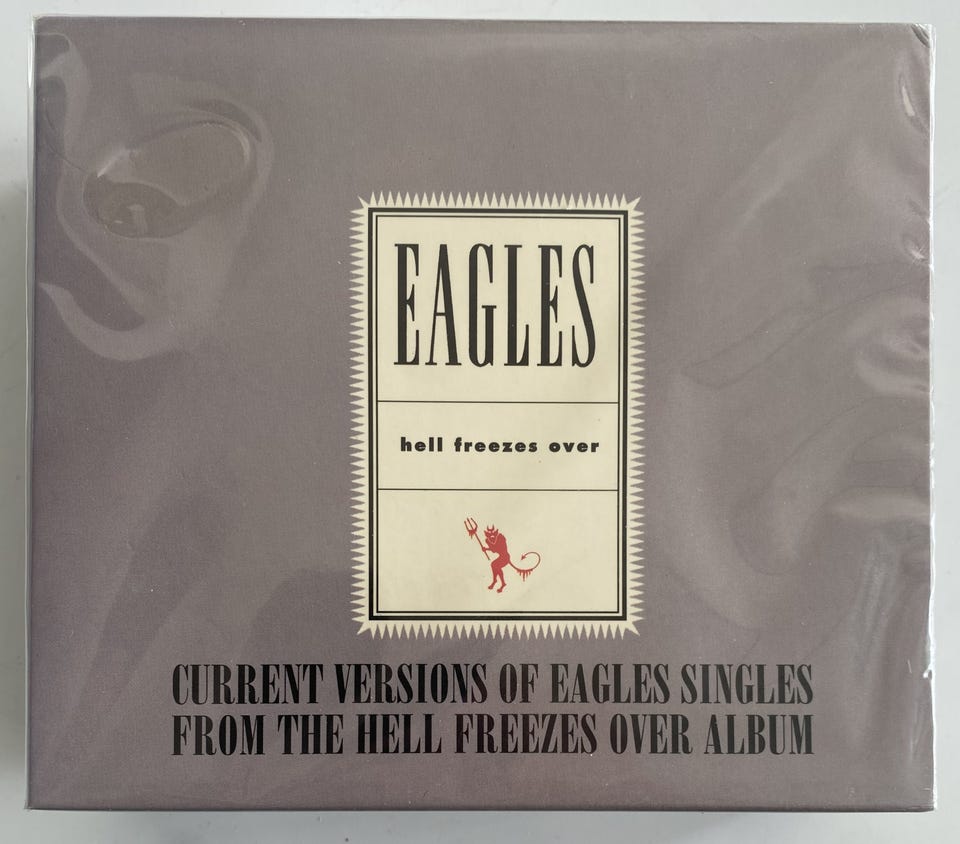 EAGLES
hell freezes over
CURRENT VERSIONS OF EAGLES SINGLES
FROM THE HELL FREEZES OVER ALBUM